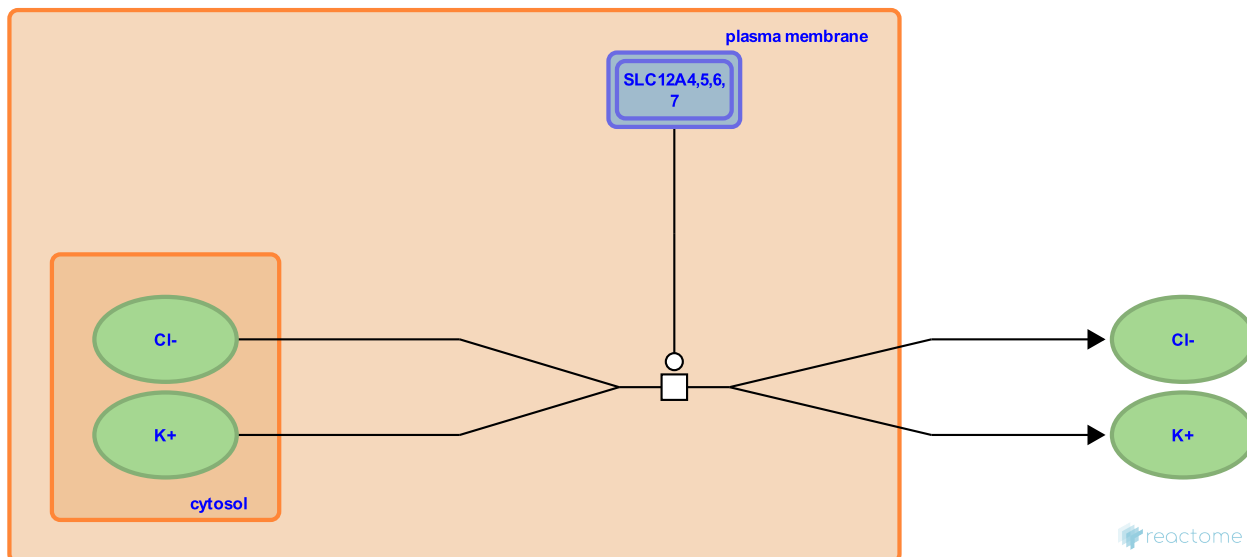 plasma membrane
SLC12A4,5,6,
7
Cl-
Cl-
K+
K+
cytosol
reactome